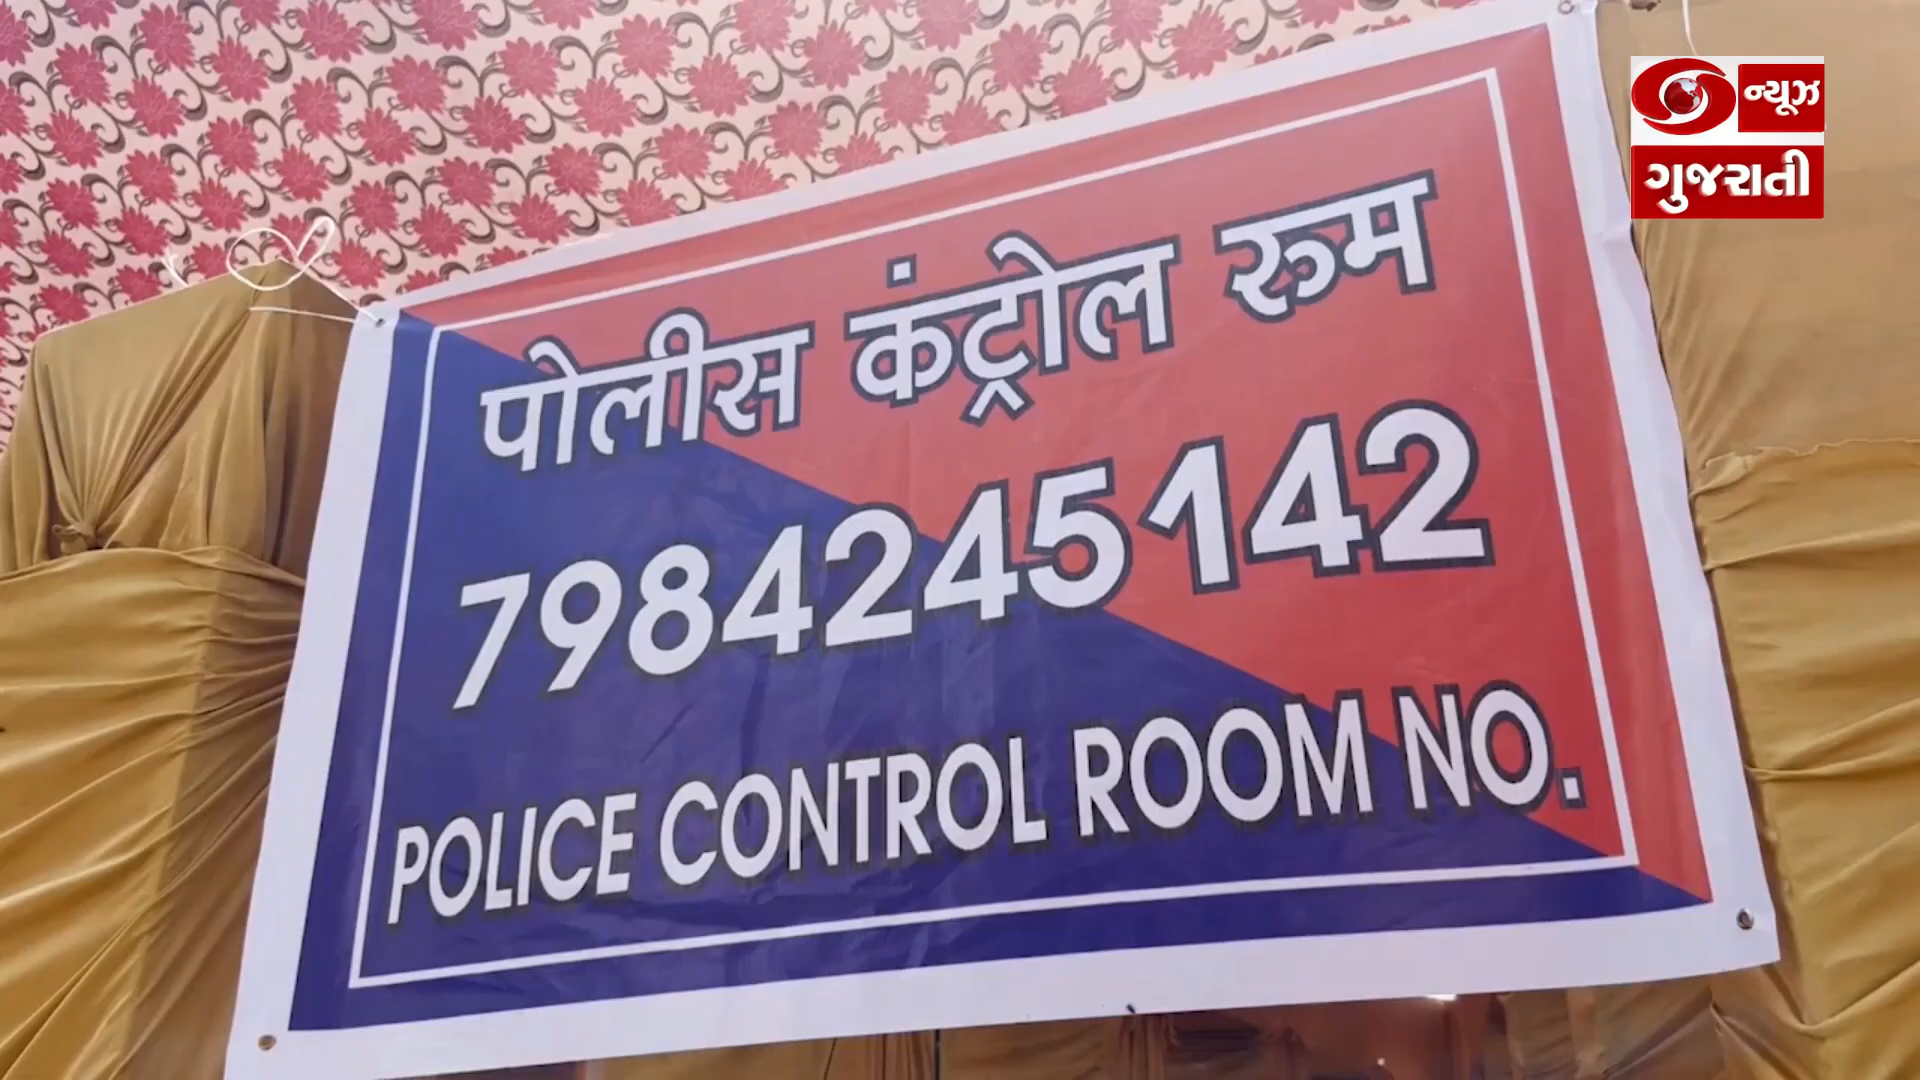 पोलीस कंट्रोल रुम
7984245142
POLICE CONTROL ROOM NO.
ન્યૂઝ
ગુજરાતી